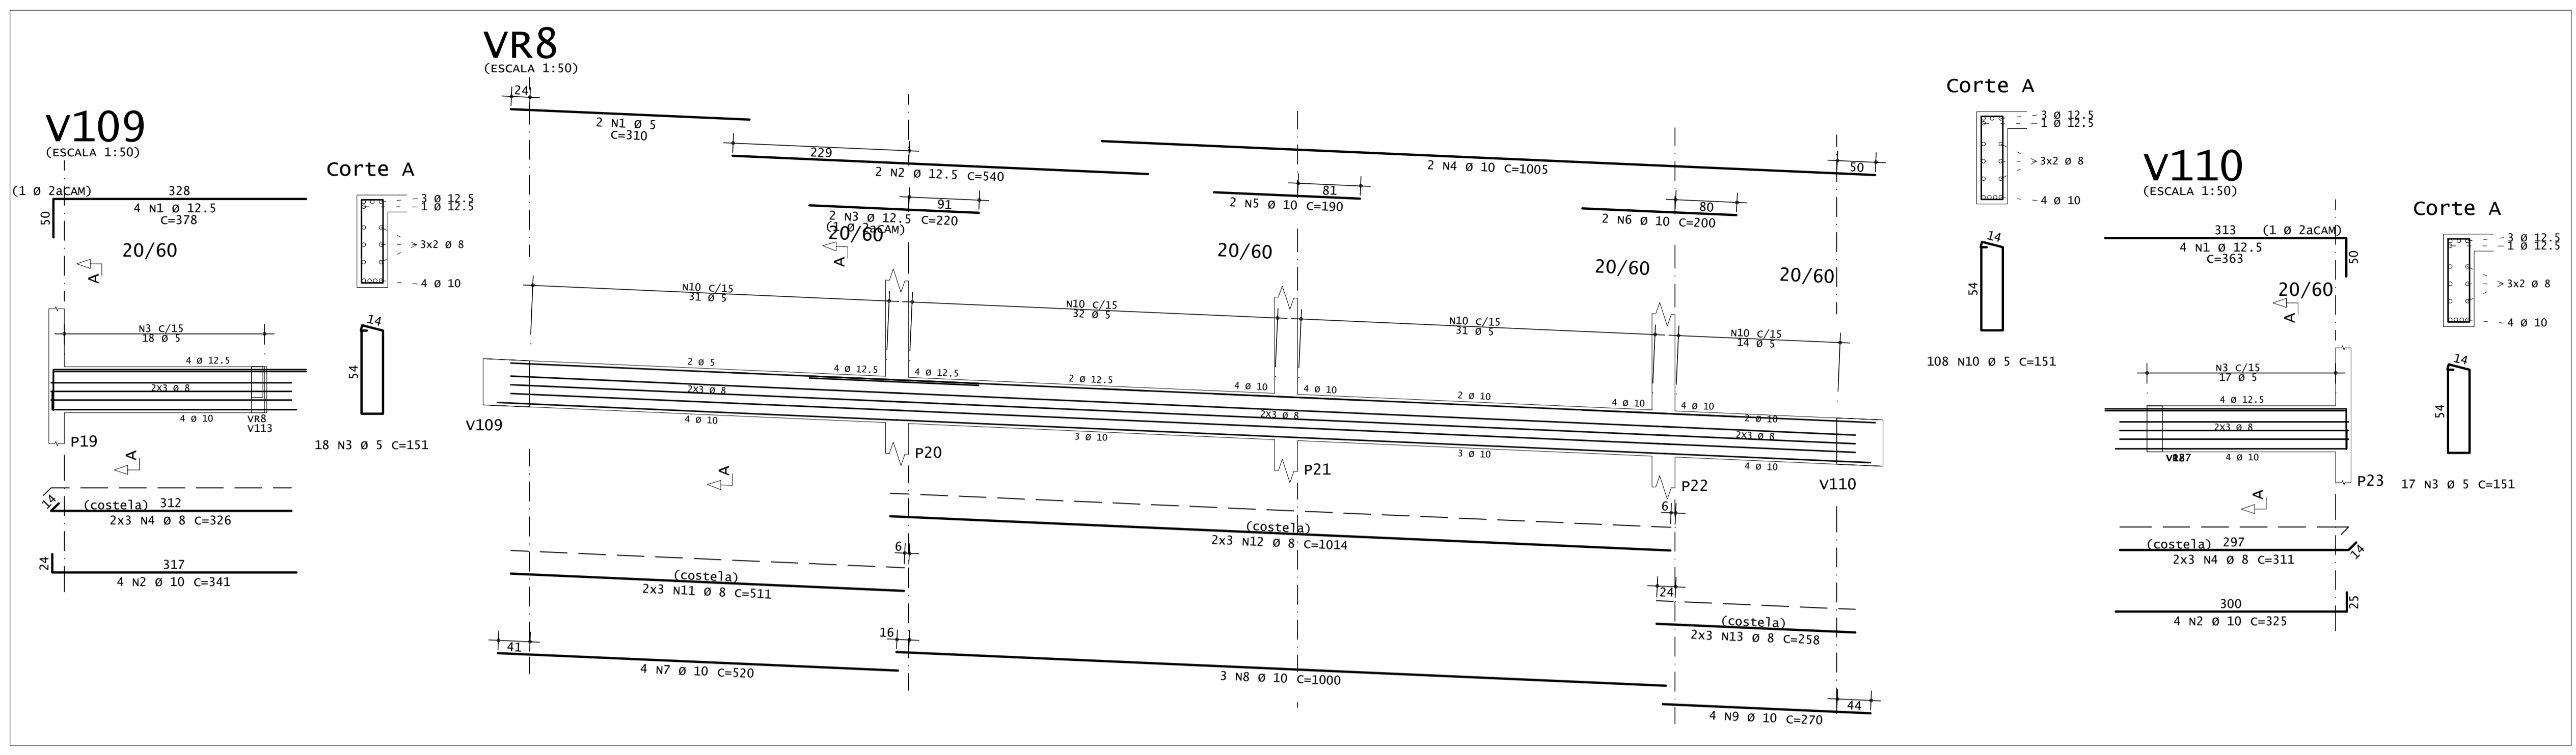 V109
(ESCALA 1:50)
(1 Ø 2aCAM)
328
4 N1 Ø 12.5
C=378
50
20/60
A
N3 C/15
18 Ø 5
4 Ø 12.5
2x3 Ø 8
4 Ø 10
VR8
V113
P19
A
14
(costela) 312
2x3 N4 Ø 8 C=326
24
317
4 N2 Ø 10 C=341
Corte A
3 Ø 12.5
1 Ø 12.5
3x2 Ø 8
4 Ø 10
14
54
18 N3 Ø 5 C=151
VR8
(ESCALA 1:50)
24
2 N1 Ø 5
C=310
229
2 N2 Ø 12.5 C=540
91
2 N3 Ø 12.5 C=220
(1 Ø 2aCAM)
20/60
A
2 N4 Ø 10 C=1005
50
81
2 N5 Ø 10 C=190
80
2 N6 Ø 10 C=200
20/60
20/60
20/60
N10 C/15
31 Ø 5
N10 C/15
32 Ø 5
N10 C/15
31 Ø 5
N10 C/15
14 Ø 5
2 Ø 5
4 Ø 12.5
4 Ø 12.5
2 Ø 12.5
4 Ø 10
4 Ø 10
2 Ø 10
4 Ø 10
4 Ø 10
2 Ø 10
2x3 Ø 8
2x3 Ø 8
2x3 Ø 8
4 Ø 10
3 Ø 10
3 Ø 10
4 Ø 10
V109
P20
P21
P22
V110
A
6
(costela)
2x3 N12 Ø 8 C=1014
6
(costela)
2x3 N11 Ø 8 C=511
24
(costela)
2x3 N13 Ø 8 C=258
41
4 N7 Ø 10 C=520
16
3 N8 Ø 10 C=1000
44
4 N9 Ø 10 C=270
Corte A
3 Ø 12.5
1 Ø 12.5
3x2 Ø 8
4 Ø 10
14
54
108 N10 Ø 5 C=151
V110
(ESCALA 1:50)
313
(1 Ø 2aCAM)
4 N1 Ø 12.5
C=363
50
20/60
A
N3 C/15
17 Ø 5
4 Ø 12.5
2x3 Ø 8
4 Ø 10
P23
A
(costela) 297
2x3 N4 Ø 8 C=311
14
300
4 N2 Ø 10 C=325
25
Corte A
3 Ø 12.5
1 Ø 12.5
3x2 Ø 8
4 Ø 10
14
54
17 N3 Ø 5 C=151